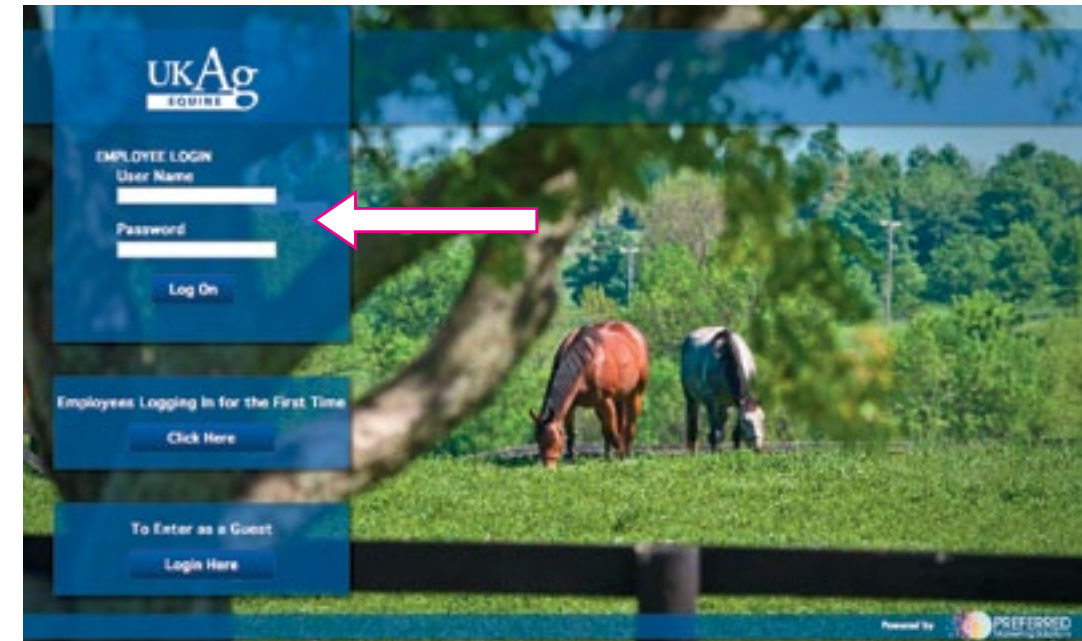 UKAg
EQUINE
EMPLOYEE LOGIN
User Name
Password
Log On
Employees Logging In for the First Time
Click Here
To Enter as a Guest
Login Here
Powered by
PREFERRED